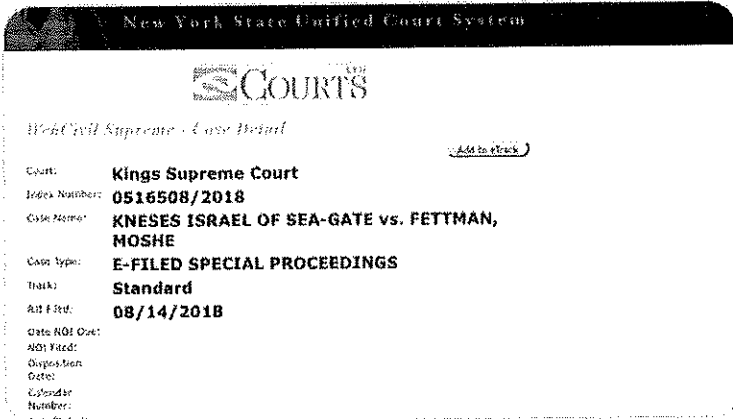 New York State Unified Court System
COURTS
WebCivil Supreme - Case Detail
Add to eTrack
Court: Kings Supreme Court
Index Number: 0516508/2018
Case Name: KNESES ISRAEL OF SEA-GATE vs. FETTMAN,
MOSHE
Case Type: E-FILED SPECIAL PROCEEDINGS
Track: Standard
RJI Filed: 08/14/2018
Date NOI Due:
NOI Filed:
Disposition
Date:
Calendar
Number: